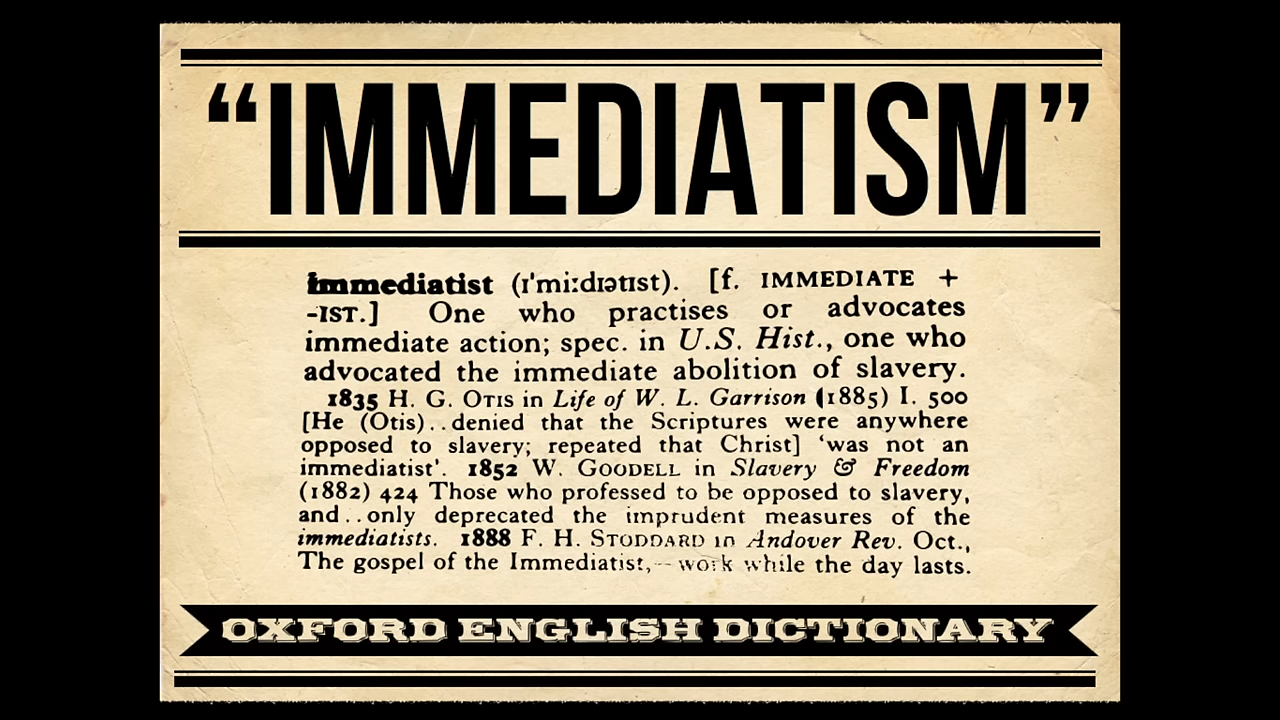 “IMMEDIATISM”
immediatist (ɪ'miːdɪətɪst). [f. IMMEDIATE +
-IST.] One who practises or advocates
immediate action; spec. in U.S. Hist., one who
advocated the immediate abolition of slavery.
1835 H. G. OTIS in Life of W. L. Garrison (1885) I. 500
[He (Otis)..denied that the Scriptures were anywhere
opposed to slavery; repeated that Christ] ‘was not an
immediatist’. 1852 W. GOODELL in Slavery & Freedom
(1882) 424 Those who professed to be opposed to slavery,
and..only deprecated the imprudent measures of the
immediatists. 1888 F. H. STODDARD in Andover Rev. Oct.,
The gospel of the Immediatist,—work while the day lasts.
OXFORD ENGLISH DICTIONARY